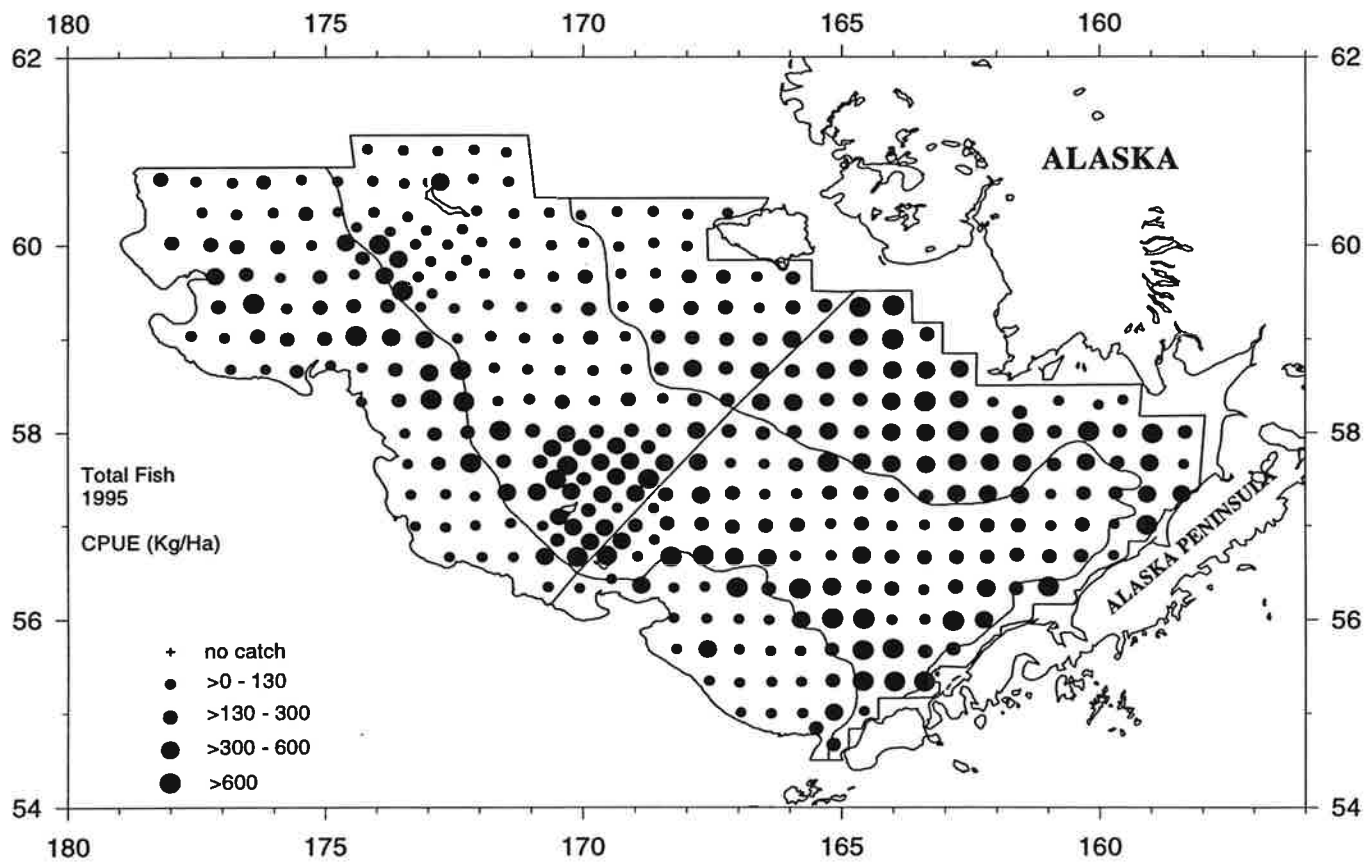 180 175 170 165 160
62 62
ALASKA
60 60
58 58
Total Fish
1995
CPUE (Kg/Ha)
ALASKA PENINSULA
56 56
+ no catch
>0 - 130
>130 - 300
>300 - 600
>600
54 54
180 175 170 165 160